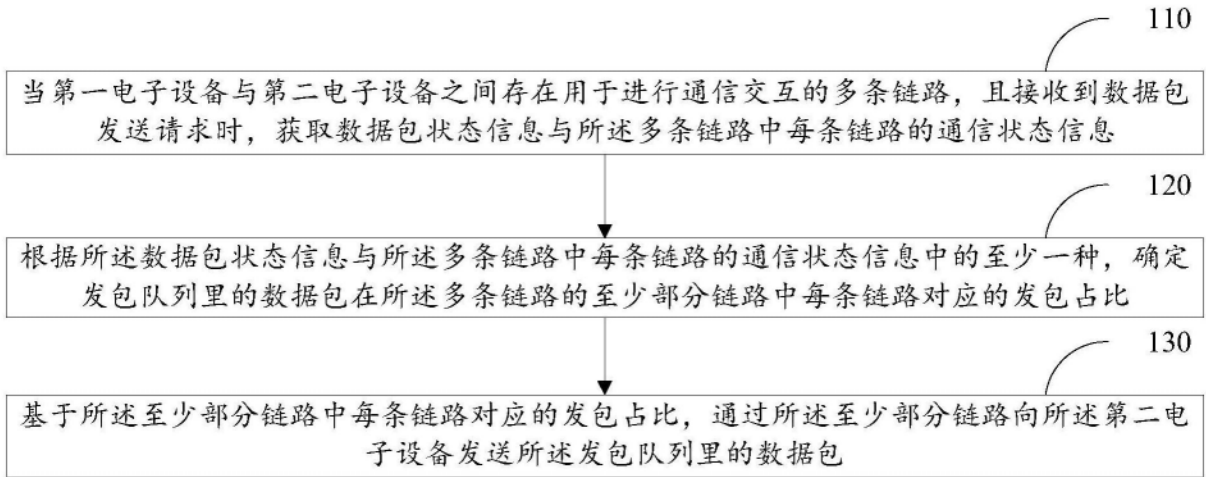 110
当第一电子设备与第二电子设备之间存在用于进行通信交互的多条链路，且接收到数据包
发送请求时，获取数据包状态信息与所述多条链路中每条链路的通信状态信息
120
根据所述数据包状态信息与所述多条链路中每条链路的通信状态信息中的至少一种，确定
发包队列里的数据包在所述多条链路的至少部分链路中每条链路对应的发包占比
130
基于所述至少部分链路中每条链路对应的发包占比，通过所述至少部分链路向所述第二电
子设备发送所述发包队列里的数据包